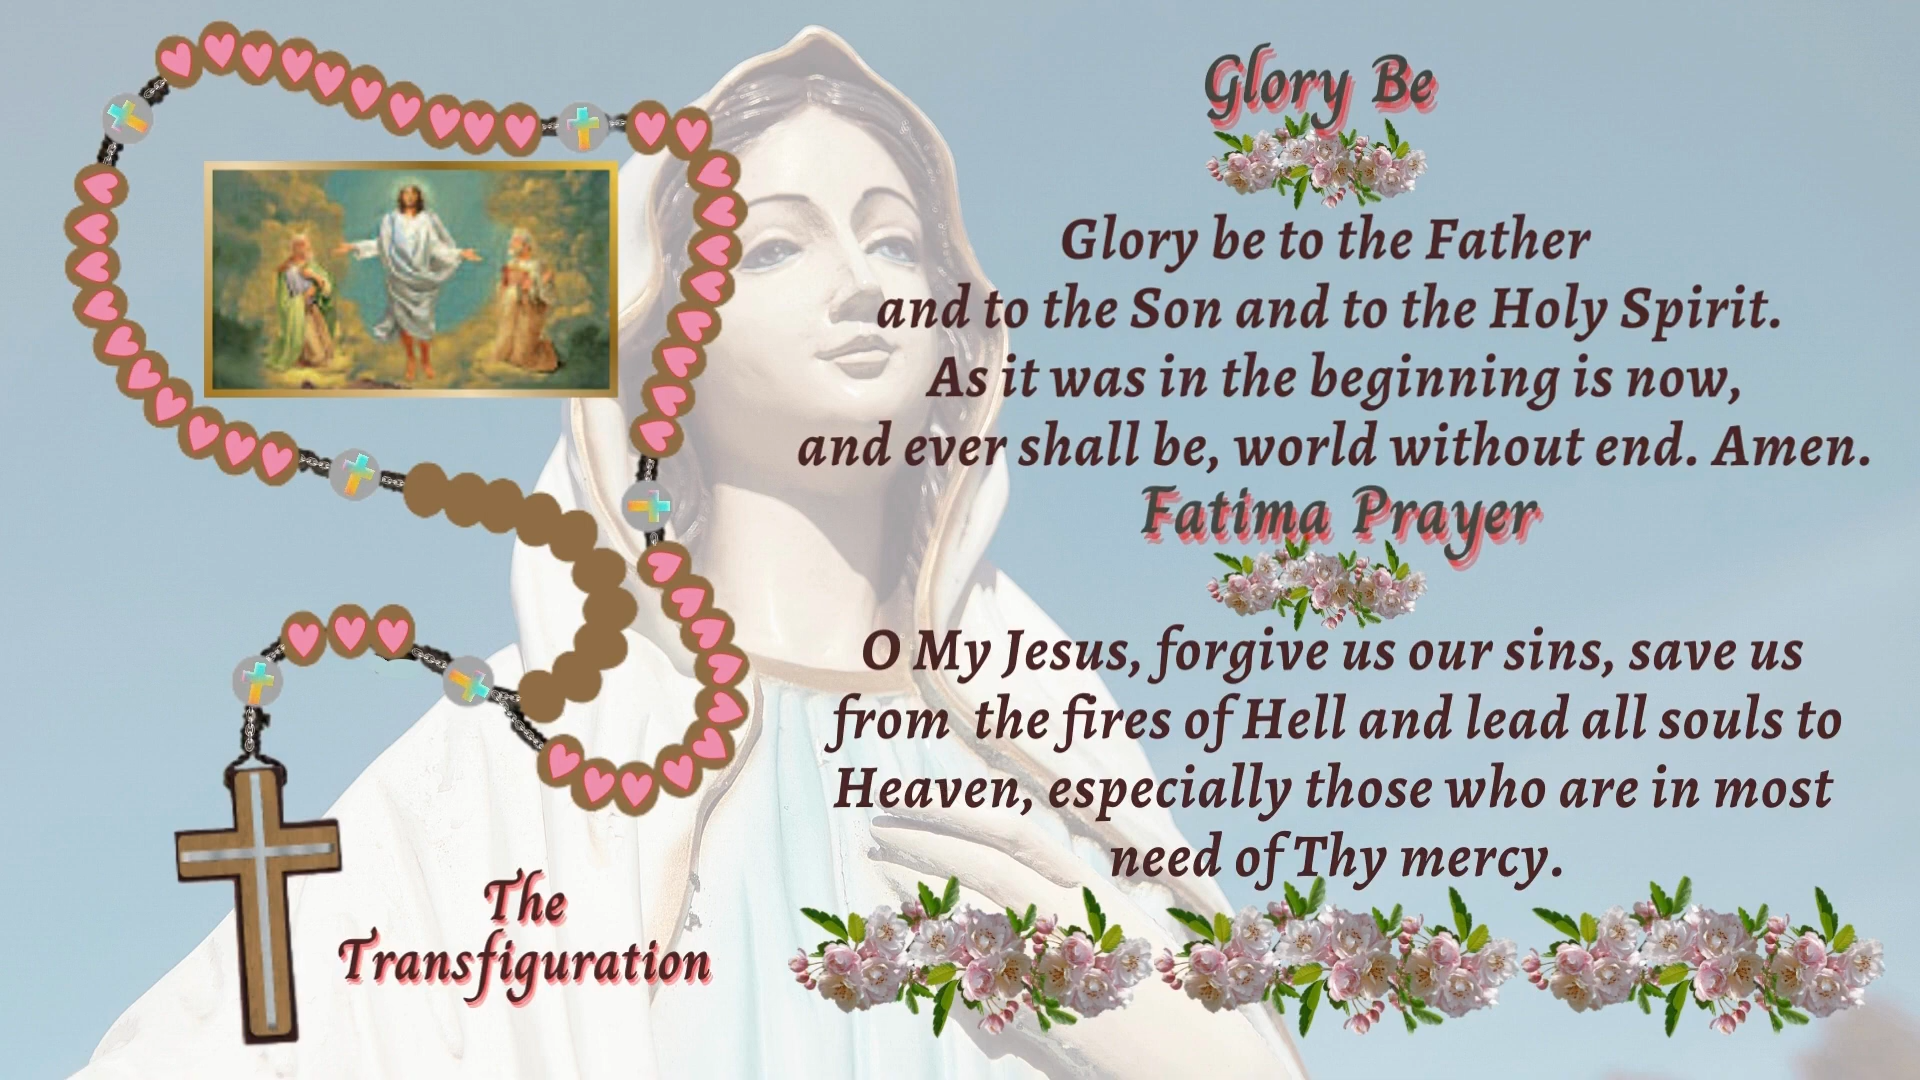 Glory Be
Glory be to the Father
and to the Son and to the Holy Spirit.
As it was in the beginning is now,
and ever shall be, world without end. Amen.
Fatima Prayer
O My Jesus, forgive us our sins, save us
from the fires of Hell and lead all souls to
Heaven, especially those who are in most
need of Thy mercy.
The
Transfiguration